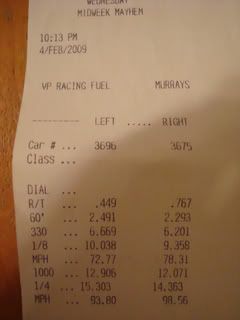 WEDNESDAY
MIDWEEK MAYHEM
10:13 PM
4/FEB/2009
VP RACING FUEL MURRAYS
--------- LEFT ..... RIGHT
Car # ... 3696 3675
Class ...
DIAL ...
R/T ... .449 .767
60' ... 2.491 2.293
330 ... 6.669 6.201
1/8 ... 10.038 9.358
MPH ... 72.77 78.31
1000 ... 12.906 12.071
1/4 ... 15.303 14.363
MPH ... 93.80 98.56